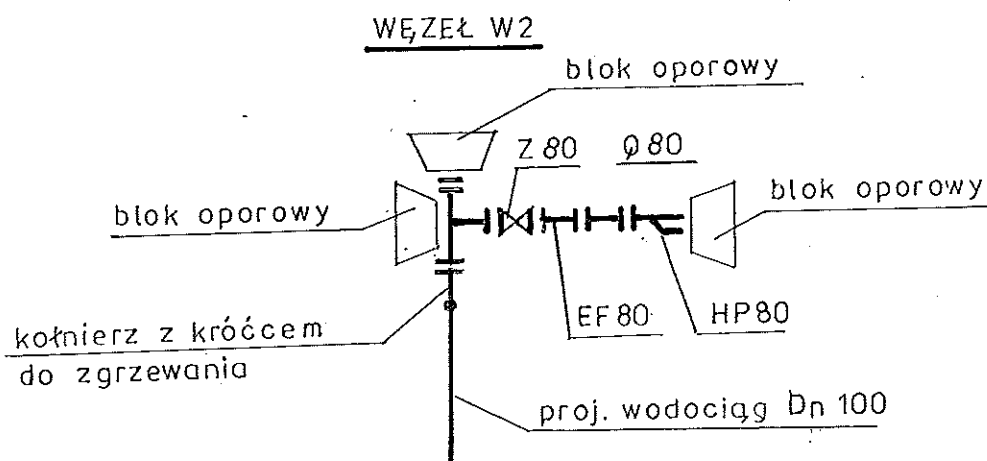 WĘZEŁ W2
blok oporowy
Z 80 Q 80
blok oporowy
blok oporowy
EF 80 HP 80
kołnierz z króćcem
do zgrzewania
proj. wodociąg Dn 100